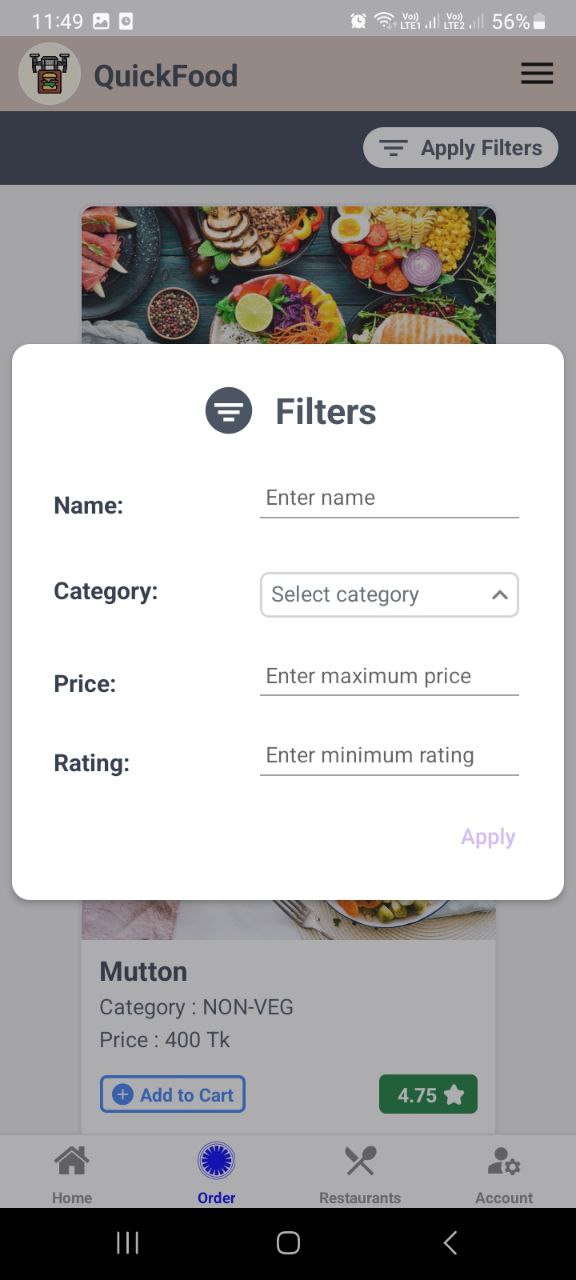 11:49 Vo)) LTE1 Vo)) LTE2 56%
QuickFood
Apply Filters
Filters
Name: Enter name
Category: Select category
Price: Enter maximum price
Rating: Enter minimum rating
Apply
Mutton
Category : NON-VEG
Price : 400 Tk
Add to Cart 4.75
Home Order Restaurants Account